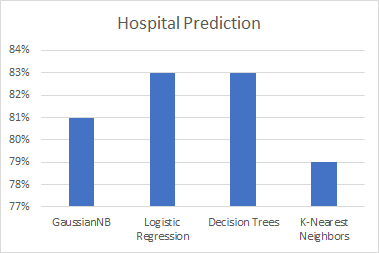 Hospital Prediction
84%
83%
82%
81%
80%
79%
78%
77%
GaussianNB
Logistic
Regression
Decision Trees
K-Nearest
Neighbors